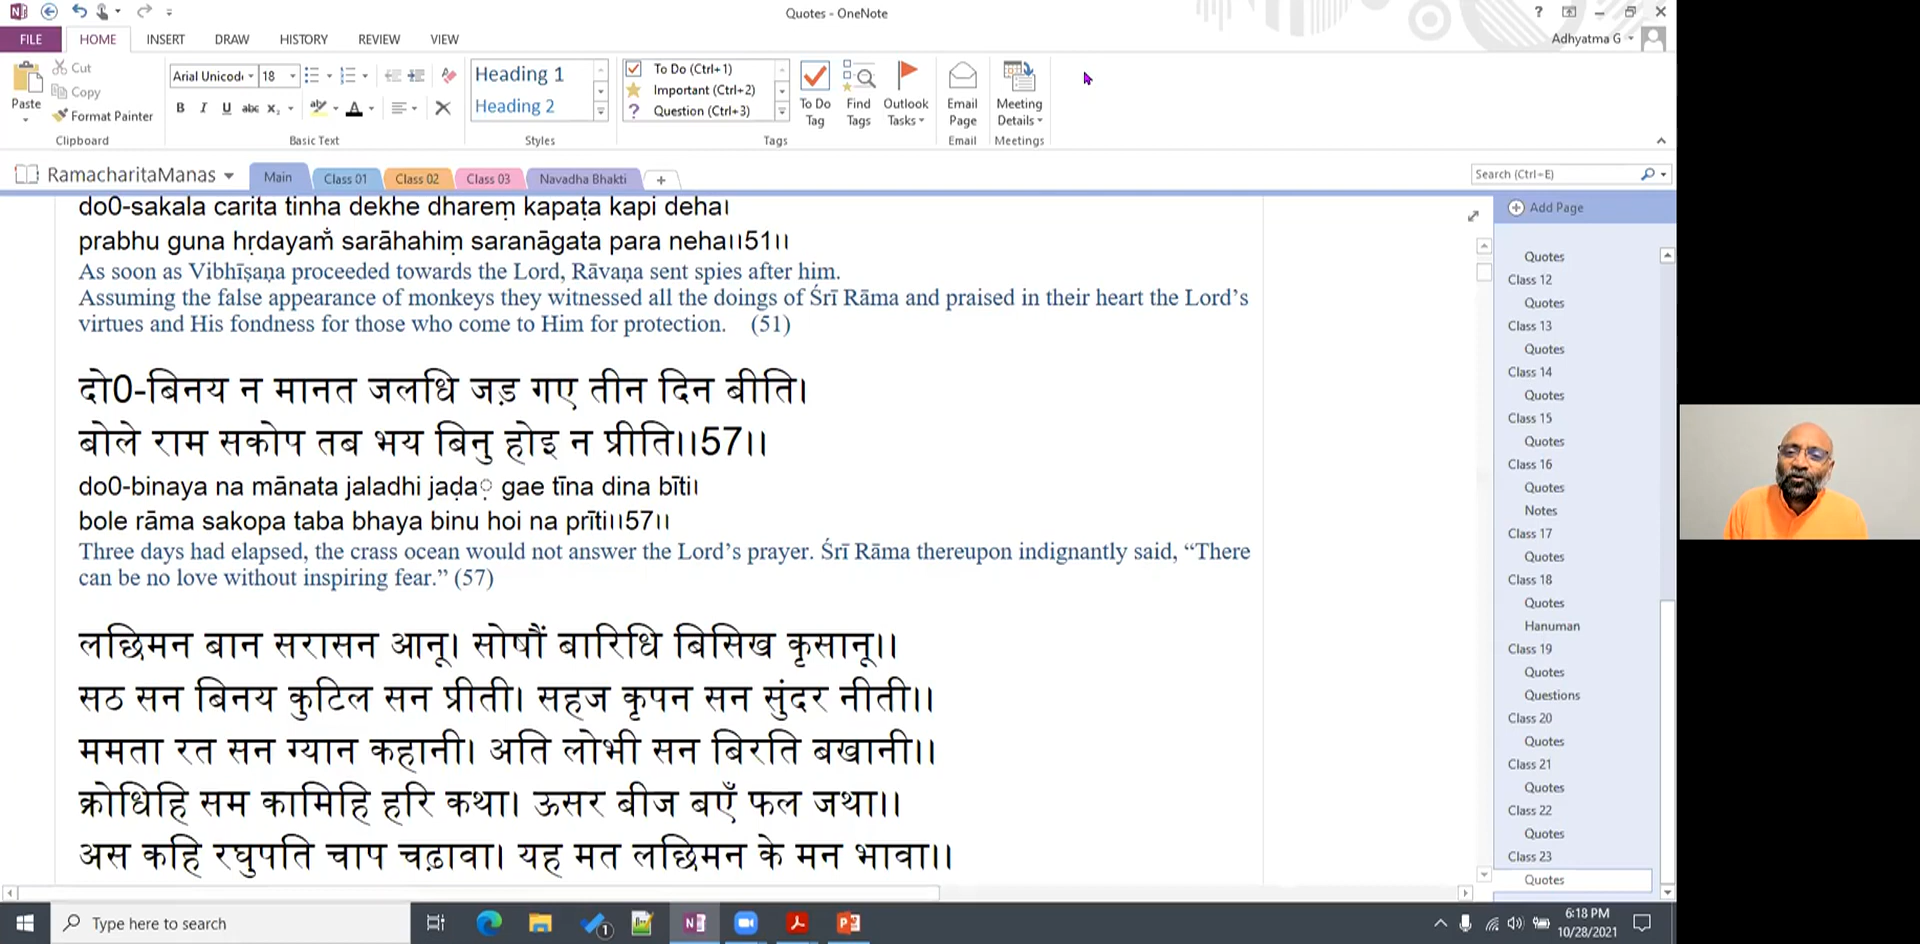 Quotes - OneNote
?
FILE
HOME
INSERT
DRAW
HISTORY
REVIEW
VIEW
Adhyatma G
Paste
Cut
Copy
Format Painter
Clipboard
Arial Unicod
18
B I U abc x,
A
Basic Text
Heading 1
Heading 2
Styles
To Do (Ctrl+1)
Important (Ctrl+2)
? Question (Ctrl+3)
To Do
Tag
Find
Tags
Tags
Outlook
Tasks
Email
Page
Email
Meeting
Details
Meetings
RamacharitaManas
Main
Class 01
Class 02
Class 03
Navadha Bhakti
+
Search (Ctrl+E)
do0-sakala carita tinha dekhe dhareṃ kapaṭa kapi deha।
prabhu guna hṛdayam̐ sarāhahiṃ saranāgata para neha।।51।।
As soon as Vibhīṣaṇa proceeded towards the Lord, Rāvaṇa sent spies after him.
Assuming the false appearance of monkeys they witnessed all the doings of Śrī Rāma and praised in their heart the Lord’s
virtues and His fondness for those who come to Him for protection. (51)
दो0-बिनय न मानत जलधि जड़ गए तीन दिन बीति।
बोले राम सकोप तब भय बिनु होइ न प्रीति।।57।।
do0-binaya na mānata jaladhi jaḍa़ gae tīna dina bīti।
bole rāma sakopa taba bhaya binu hoi na prīti।।57।।
Three days had elapsed, the crass ocean would not answer the Lord’s prayer. Śrī Rāma thereupon indignantly said, “There
can be no love without inspiring fear.” (57)
लछिमन बान सरासन आनू। सोषौं बारिधि बिसिख कृसानू।।
सठ सन बिनय कुटिल सन प्रीती। सहज कृपन सन सुंदर नीती।।
ममता रत सन ग्यान कहानी। अति लोभी सन बिरति बखानी।।
क्रोधिहि सम कामिहि हरि कथा। ऊसर बीज बएँ फल जथा।।
अस कहि रघुपति चाप चढ़ावा। यह मत लछिमन के मन भावा।।
Add Page
Quotes
Class 12
Quotes
Class 13
Quotes
Class 14
Quotes
Class 15
Quotes
Class 16
Quotes
Notes
Class 17
Quotes
Class 18
Quotes
Hanuman
Class 19
Quotes
Questions
Class 20
Quotes
Class 21
Quotes
Class 22
Quotes
Class 23
Quotes
Type here to search
1
6:18 PM
10/28/2021